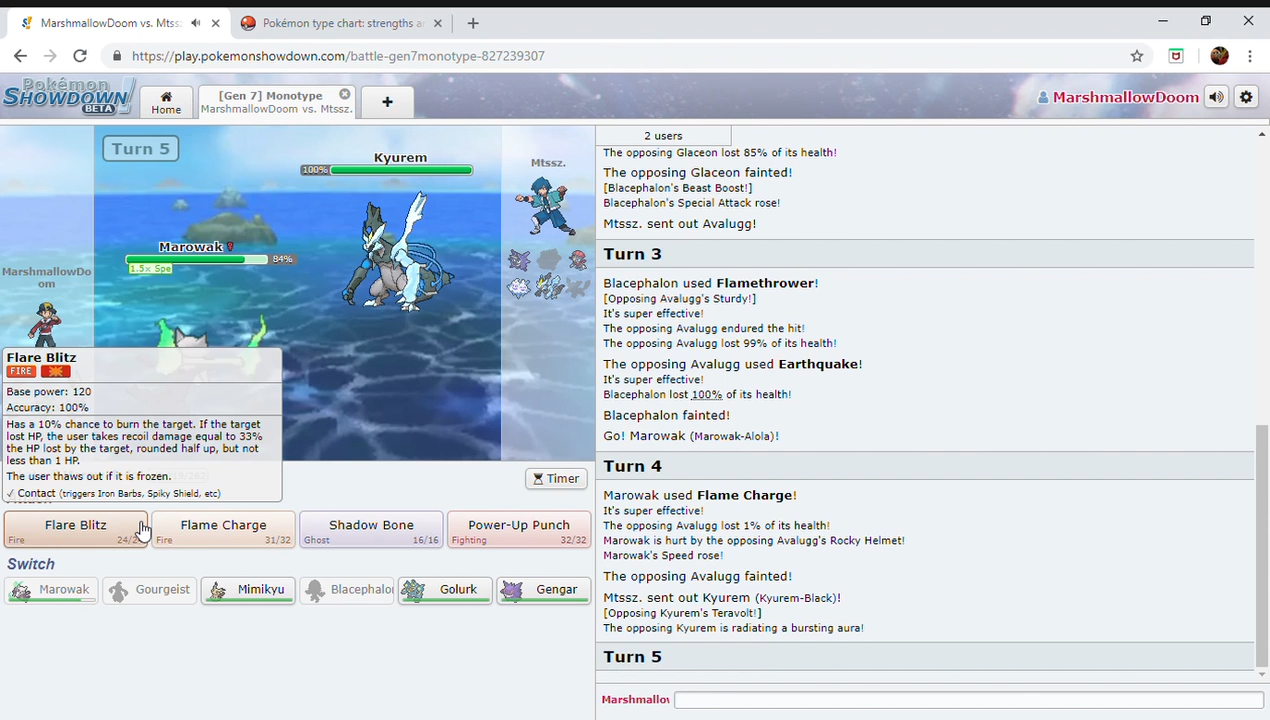 MarshmallowDoom vs. Mtss
Pokémon type chart: strengths a
https://play.pokemonshowdown.com/battle-gen7monotype-827239307
Pokémon
SHOWDOWN
BETA
Home
[Gen 7] Monotype
MarshmallowDoom vs. Mtssz.
MarshmallowDoom
2 users
Turn 5
Kyurem
100%
Mtssz.
Marowak
84%
1.5x Spe
MarshmallowDo
om
Flare Blitz
FIRE
Base power: 120
Accuracy: 100%
Has a 10% chance to burn the target. If the target
lost HP, the user takes recoil damage equal to 33%
the HP lost by the target, rounded half up, but not
less than 1 HP.
The user thaws out if it is frozen.
✓ Contact (triggers Iron Barbs, Spiky Shield, etc)
Timer
Flare Blitz
Fire 24/2
Flame Charge
Fire 31/32
Shadow Bone
Ghost 16/16
Power-Up Punch
Fighting 32/32
Switch
Marowak
Gourgeist
Mimikyu
Blacephalon
Golurk
Gengar
The opposing Glaceon lost 85% of its health!
The opposing Glaceon fainted!
[Blacephalon's Beast Boost!]
Blacephalon's Special Attack rose!
Mtssz. sent out Avalugg!
Turn 3
Blacephalon used Flamethrower!
[Opposing Avalugg's Sturdy!]
It's super effective!
The opposing Avalugg endured the hit!
The opposing Avalugg lost 99% of its health!
The opposing Avalugg used Earthquake!
It's super effective!
Blacephalon lost 100% of its health!
Blacephalon fainted!
Go! Marowak (Marowak-Alola)!
Turn 4
Marowak used Flame Charge!
It's super effective!
The opposing Avalugg lost 1% of its health!
Marowak is hurt by the opposing Avalugg's Rocky Helmet!
Marowak's Speed rose!
The opposing Avalugg fainted!
Mtssz. sent out Kyurem (Kyurem-Black)!
[Opposing Kyurem's Teravolt!]
The opposing Kyurem is radiating a bursting aura!
Turn 5
Marshmallo